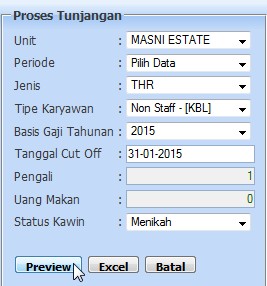 Proses Tunjangan
Unit : MASNI ESTATE
Periode : Pilih Data
Jenis : THR
Tipe Karyawan : Non Staff - [KBL]
Basis Gaji Tahunan : 2015
Tanggal Cut Off : 31-01-2015
Pengali : 1
Uang Makan : 0
Status Kawin : Menikah
Preview Excel Batal